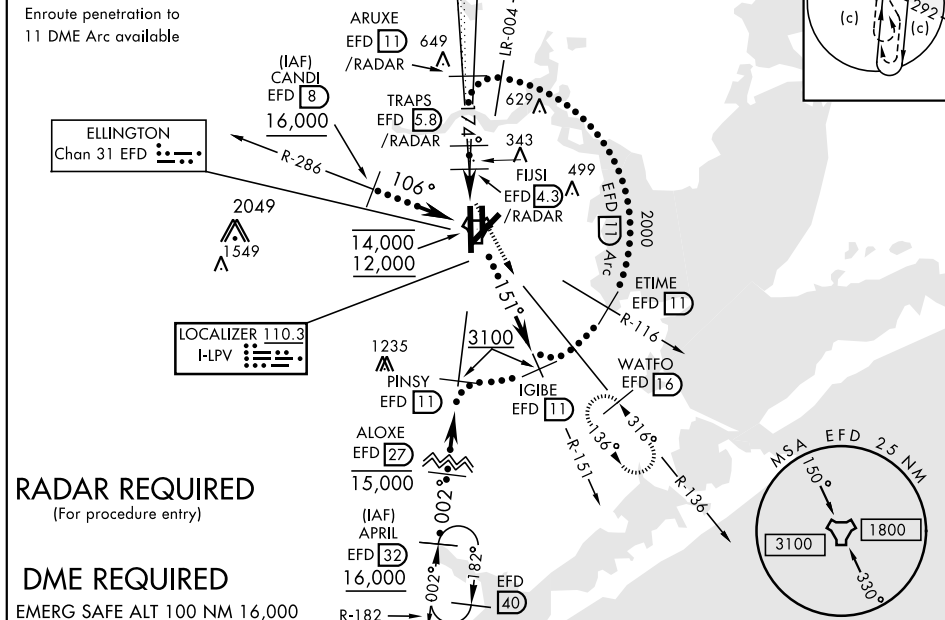 Enroute penetration to
11 DME Arc available
ARUXE
EFD 11
/RADAR
649
LR-004
292
(c)
(c)
(IAF)
CANDI
EFD 8
16,000
TRAPS
EFD 5.8
/RADAR
629
174°
343
ELLINGTON
Chan 31 EFD
R-286
106°
FIJSI
EFD 4.3
/RADAR
499
EFD 11 Arc
2000
2049
1549
14,000
12,000
151°
ETIME
EFD 11
R-116
LOCALIZER 110.3
I-LPV
3100
1235
PINSY
EFD 11
IGIBE
EFD 11
WATFO
EFD 16
316°
136°
R-151
R-136
ALOXE
EFD 27
15,000
MSA EFD 25 NM
150°
3100
1800
330°
RADAR REQUIRED
(For procedure entry)
002°
(IAF)
APRIL
EFD 32
16,000
002°
182°
EFD
40
DME REQUIRED
EMERG SAFE ALT 100 NM 16,000
R-182